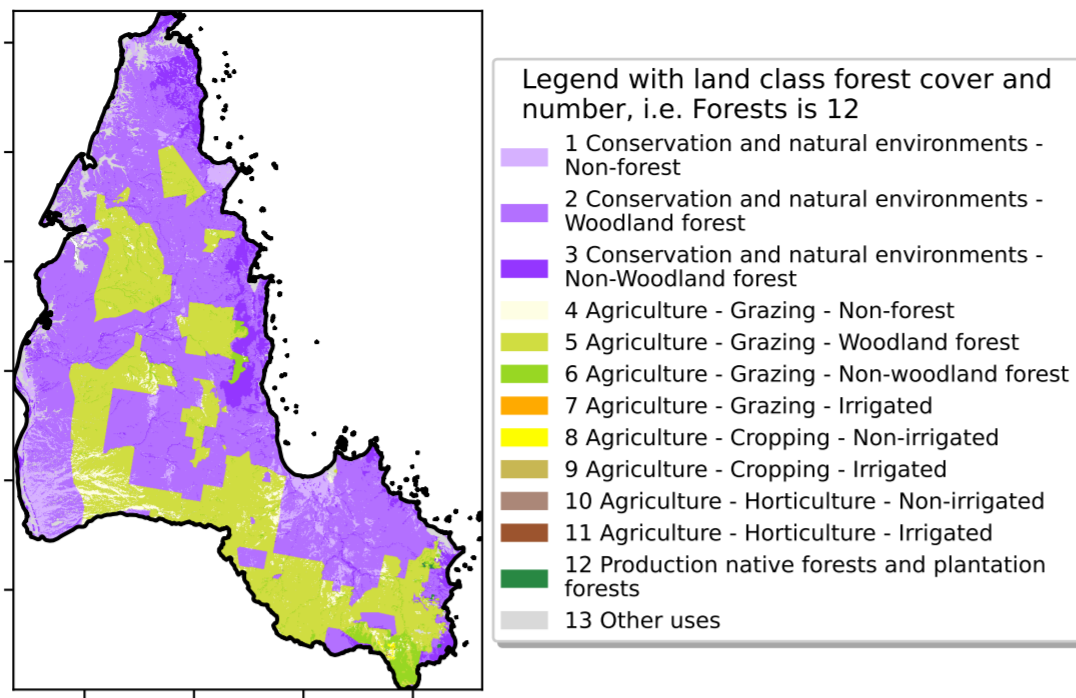 Legend with land class forest cover and
number, i.e. Forests is 12
1 Conservation and natural environments -
Non-forest
2 Conservation and natural environments -
Woodland forest
3 Conservation and natural environments -
Non-Woodland forest
4 Agriculture - Grazing - Non-forest
5 Agriculture - Grazing - Woodland forest
6 Agriculture - Grazing - Non-woodland forest
7 Agriculture - Grazing - Irrigated
8 Agriculture - Cropping - Non-irrigated
9 Agriculture - Cropping - Irrigated
10 Agriculture - Horticulture - Non-irrigated
11 Agriculture - Horticulture - Irrigated
12 Production native forests and plantation
forests
13 Other uses